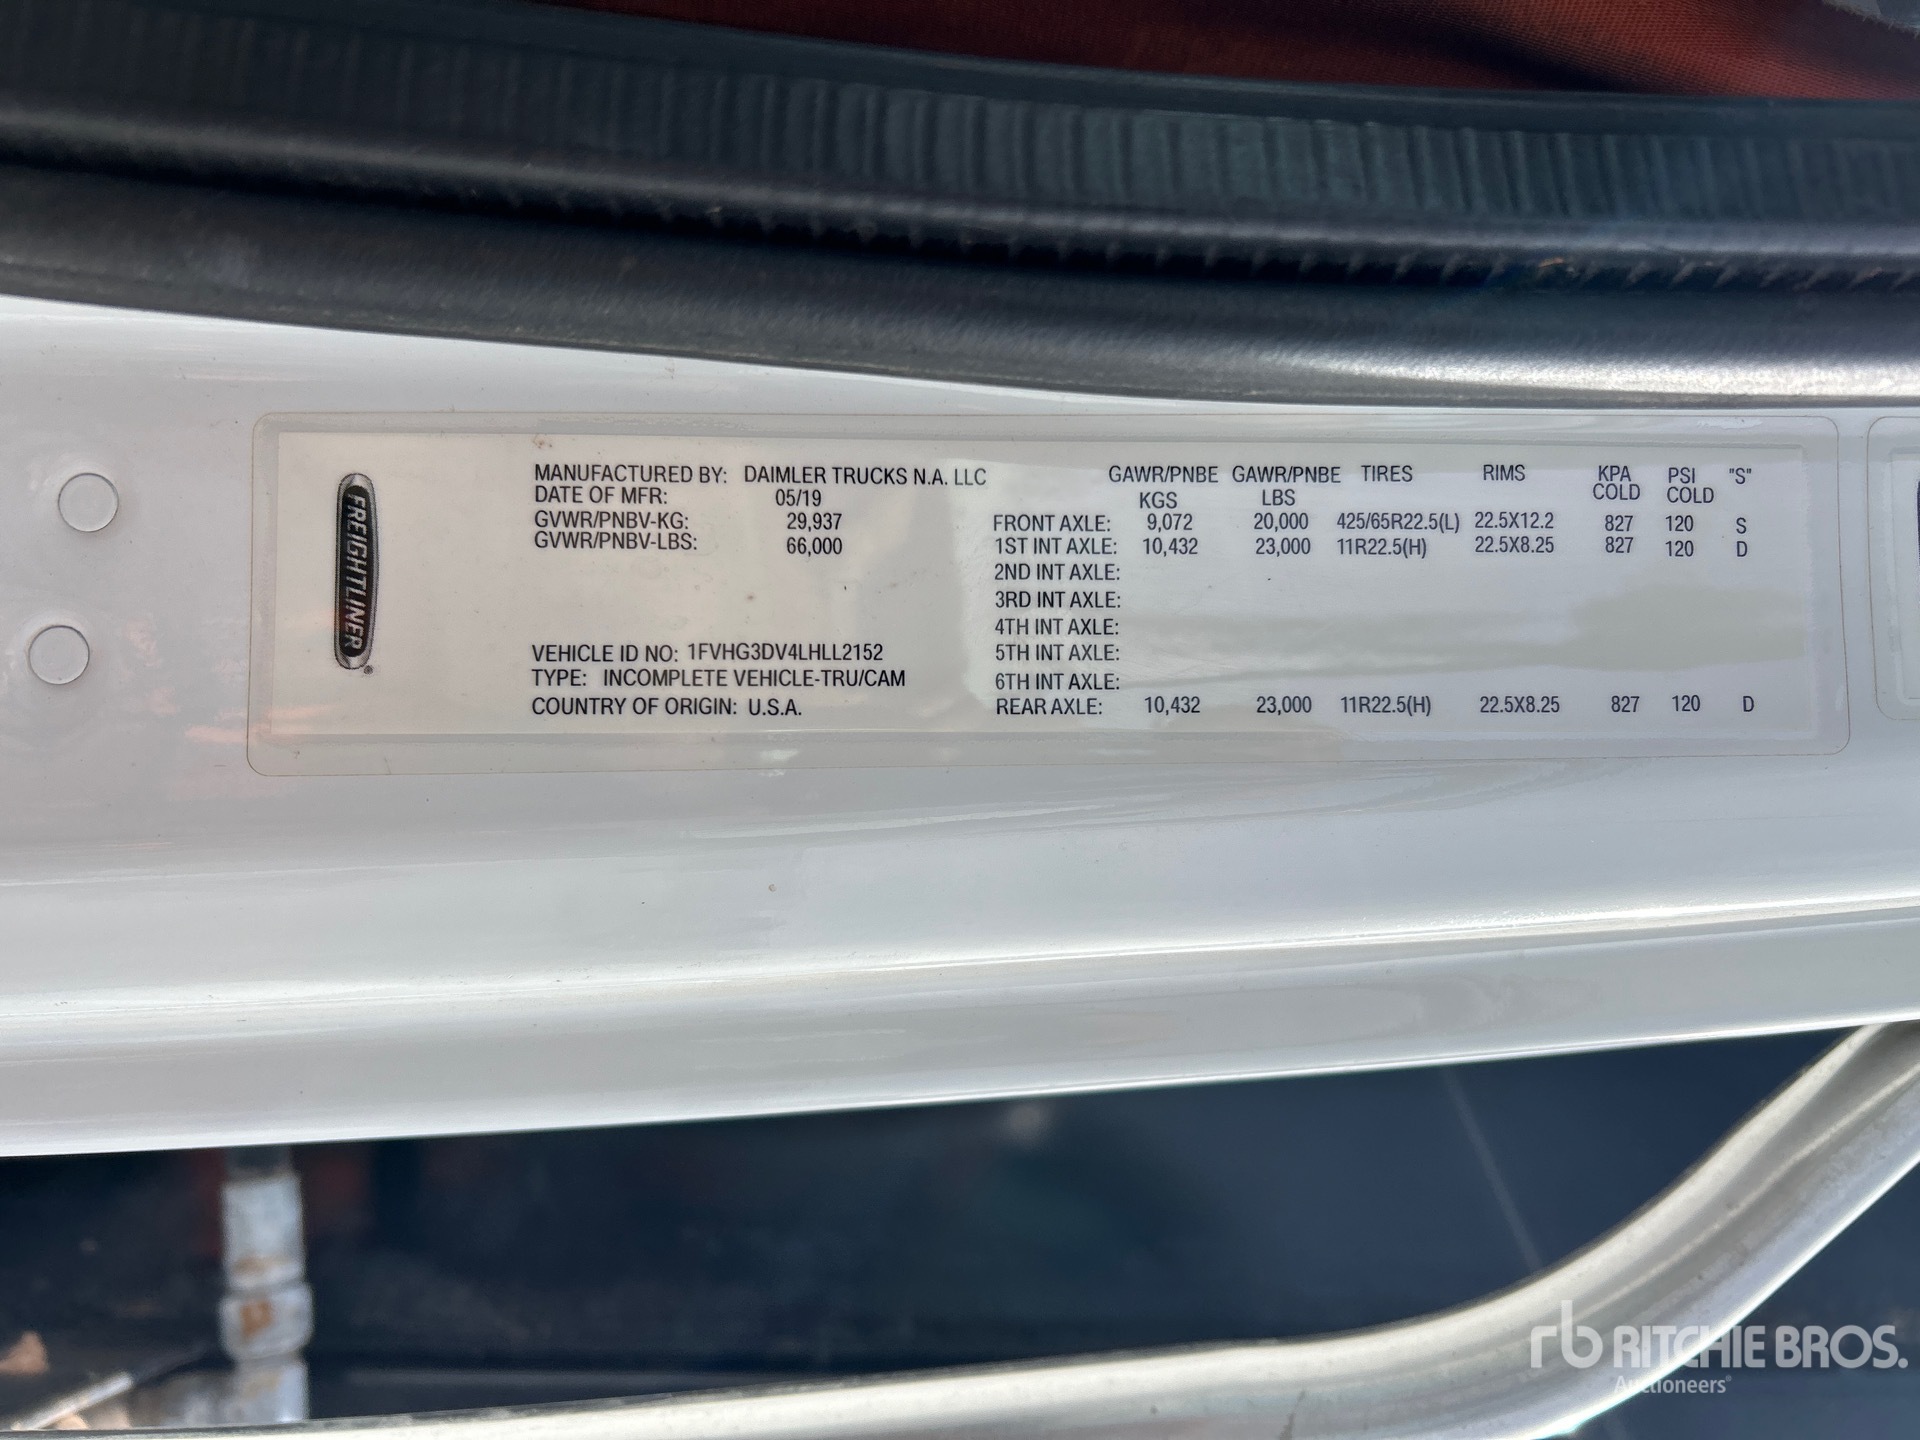 FREIGHTLINER®
MANUFACTURED BY: DAIMLER TRUCKS N.A. LLC
DATE OF MFR: 05/19
GVWR/PNBV-KG: 29,937
GVWR/PNBV-LBS: 66,000
VEHICLE ID NO: 1FVHG3DV4LHLL2152
TYPE: INCOMPLETE VEHICLE-TRU/CAM
COUNTRY OF ORIGIN: U.S.A.
GAWR/PNBE GAWR/PNBE TIRES RIMS KPA PSI "S"
KGS LBS COLD COLD
FRONT AXLE: 9,072 20,000 425/65R22.5(L) 22.5X12.2 827 120 S
1ST INT AXLE: 10,432 23,000 11R22.5(H) 22.5X8.25 827 120 D
2ND INT AXLE:
3RD INT AXLE:
4TH INT AXLE:
5TH INT AXLE:
6TH INT AXLE:
REAR AXLE: 10,432 23,000 11R22.5(H) 22.5X8.25 827 120 D
rb RITCHIE BROS.
Auctioneers®